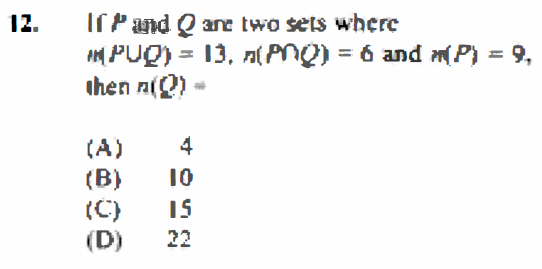 12. If P and Q are two sets where
n(P∪Q) = 13, n(P∩Q) = 6 and n(P) = 9,
then n(Q) =
(A) 4
(B) 10
(C) 15
(D) 22